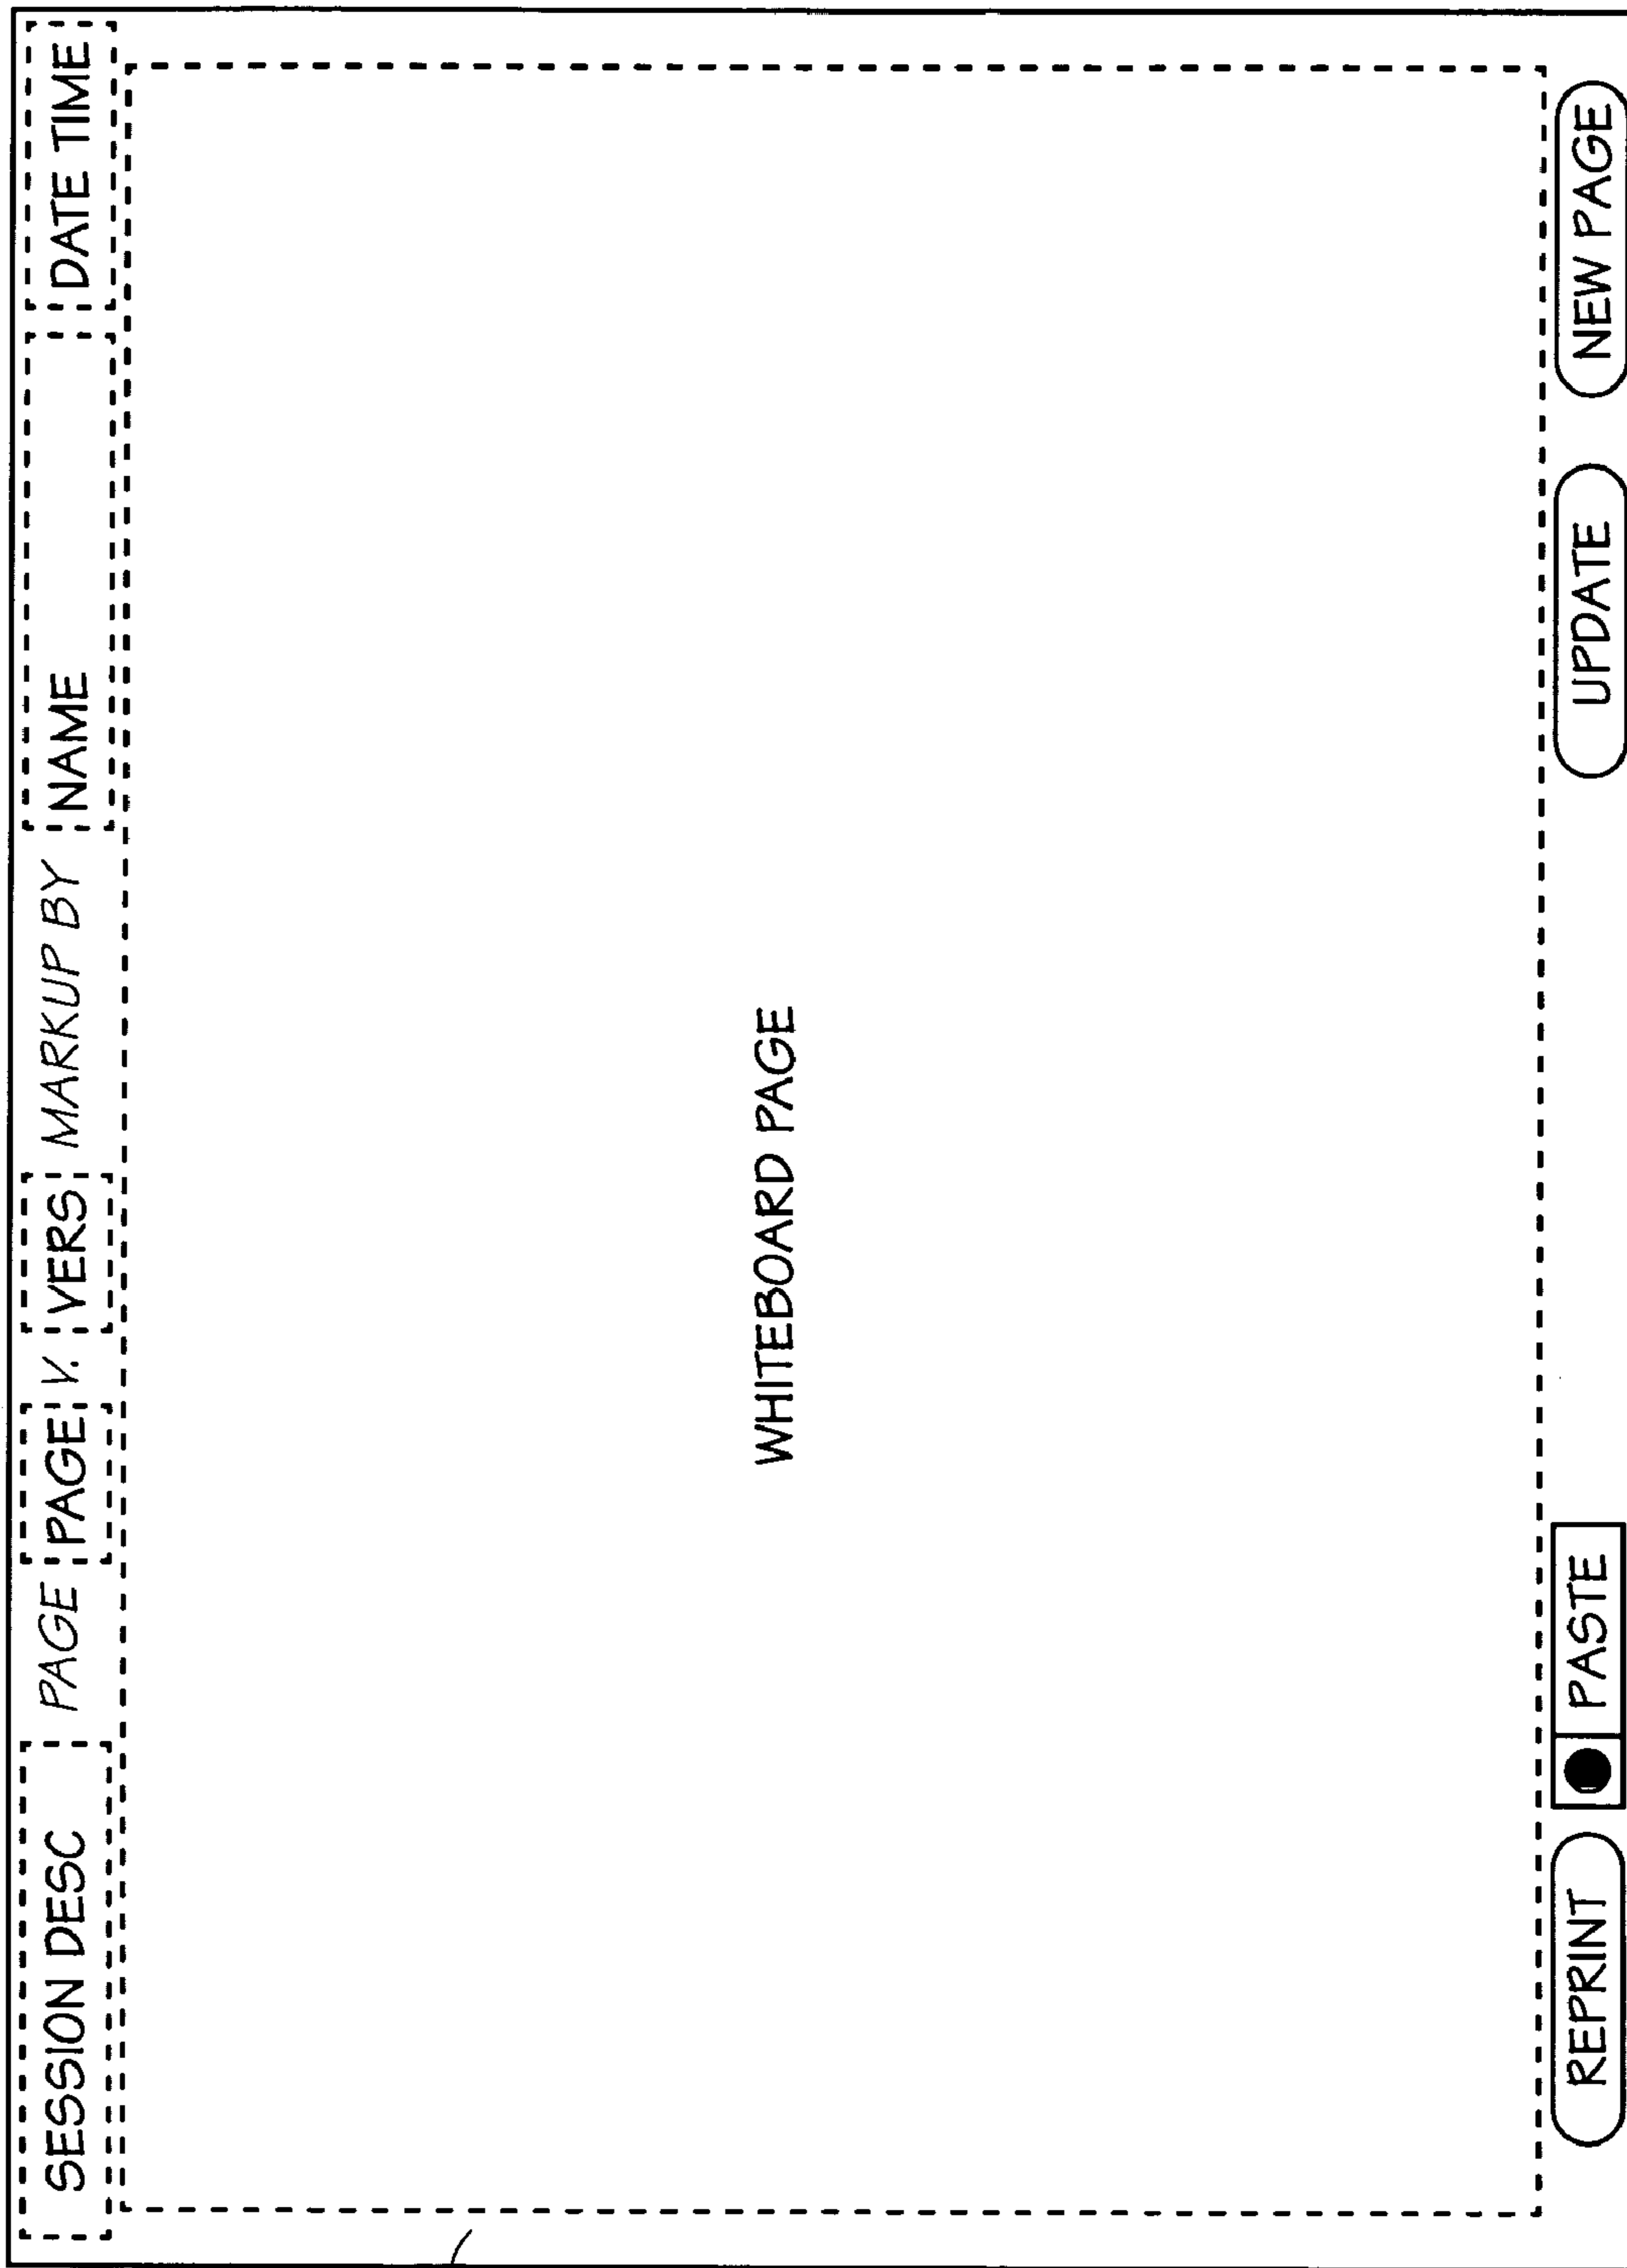 SESSION DESC PAGE PAGE V. VERS MARKUP BY NAME DATE TIME
WHITEBOARD PAGE
REPRINT PASTE UPDATE NEW PAGE